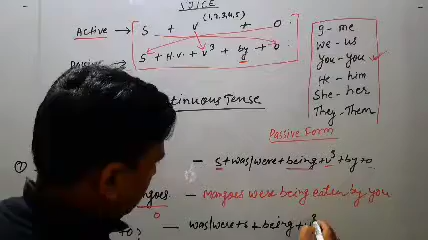 VOICE
(1,2,3,4,5)
Active → S + v + O
Passive → S + H.V. + V³ + by + O
I - me
we - us
you - you
He - him
She - her
They - Them
Continuous Tense
Passive Form
① - S + was/were + being + V³ + by + O
- Mangoes were being eaten by you
O
+ O? - was/were + S + being + V³